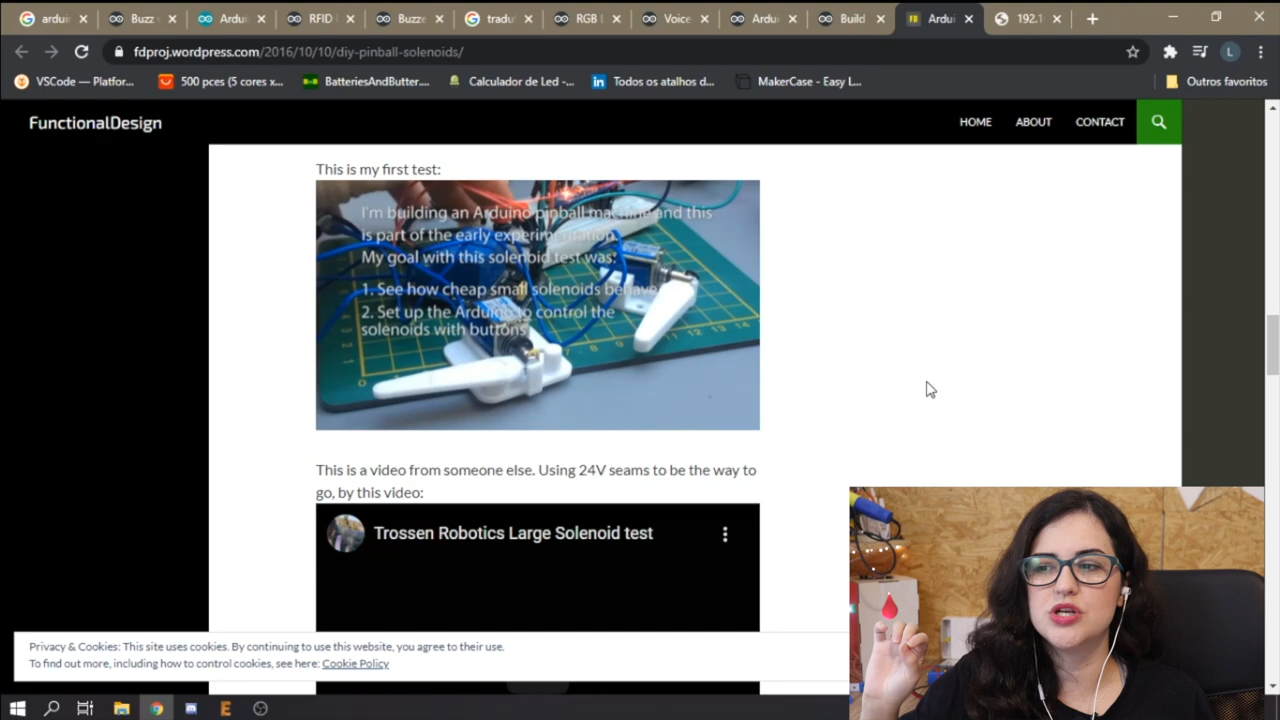 arduin
Buzz
Ardui
RFID
Buzze
tradu
RGB
Voice
Ardu
Build
Ardui
192.1
fdproj.wordpress.com/2016/10/10/diy-pinball-solenoids/
L
VSCode — Platfor...
500 pces (5 cores x...
BatteriesAndButter....
Calculador de Led -...
Todos os atalhos d...
MakerCase - Easy L...
Outros favoritos
FunctionalDesign
HOME
ABOUT
CONTACT
This is my first test:
I'm building an Arduino pinball machine and this
is part of the early experimentation.
My goal with this solenoid test was:
1. See how cheap small solenoids behave
2. Set up the Arduino to control the
solenoids with buttons
This is a video from someone else. Using 24V seams to be the way to
go, by this video:
Trossen Robotics Large Solenoid test
Privacy & Cookies: This site uses cookies. By continuing to use this website, you agree to their use.
To find out more, including how to control cookies, see here: Cookie Policy